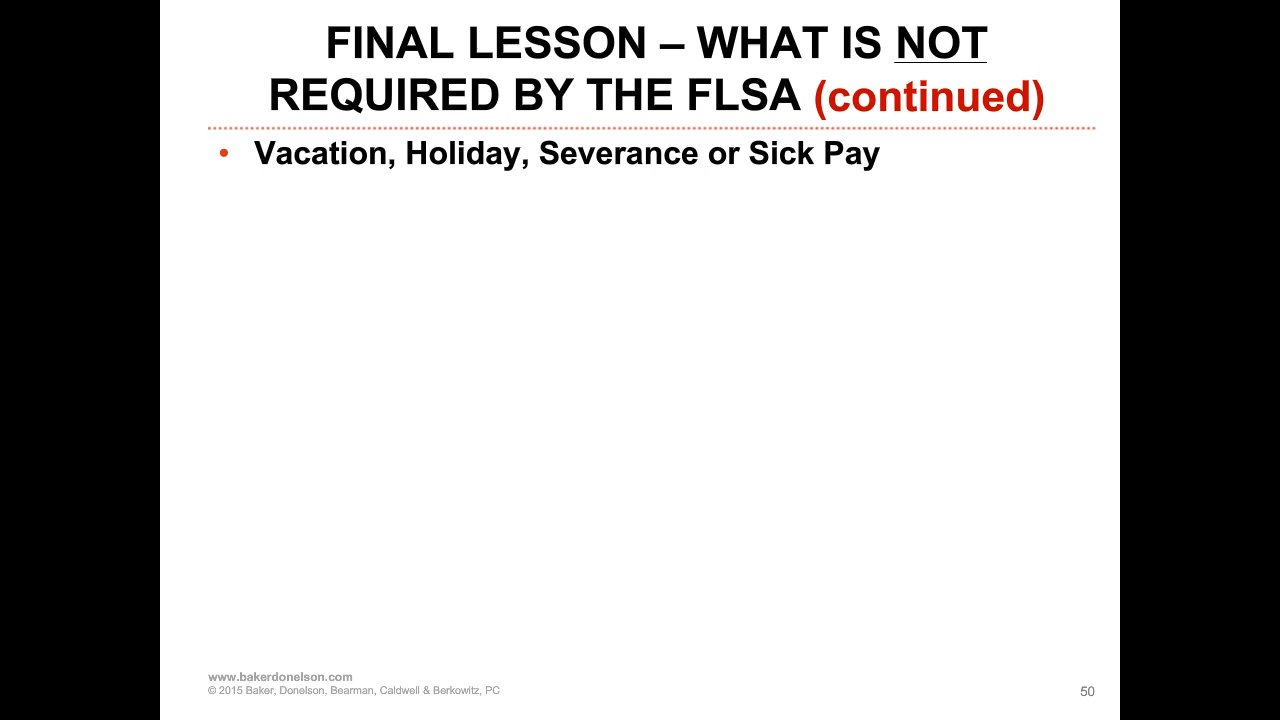 FINAL LESSON – WHAT IS NOT
REQUIRED BY THE FLSA (continued)
• Vacation, Holiday, Severance or Sick Pay
www.bakerdonelson.com
© 2015 Baker, Donelson, Bearman, Caldwell & Berkowitz, PC
50